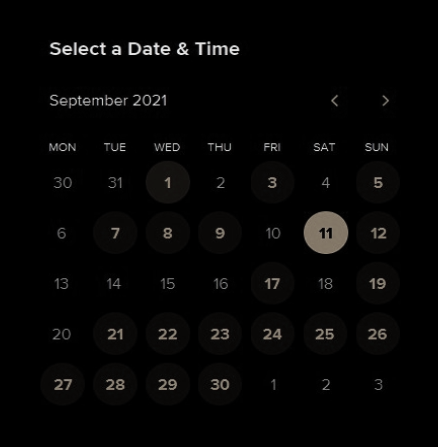 Select a Date & Time
September 2021
MON TUE WED THU FRI SAT SUN
30 31 1 2 3 4 5
6 7 8 9 10 11 12
13 14 15 16 17 18 19
20 21 22 23 24 25 26
27 28 29 30 1 2 3